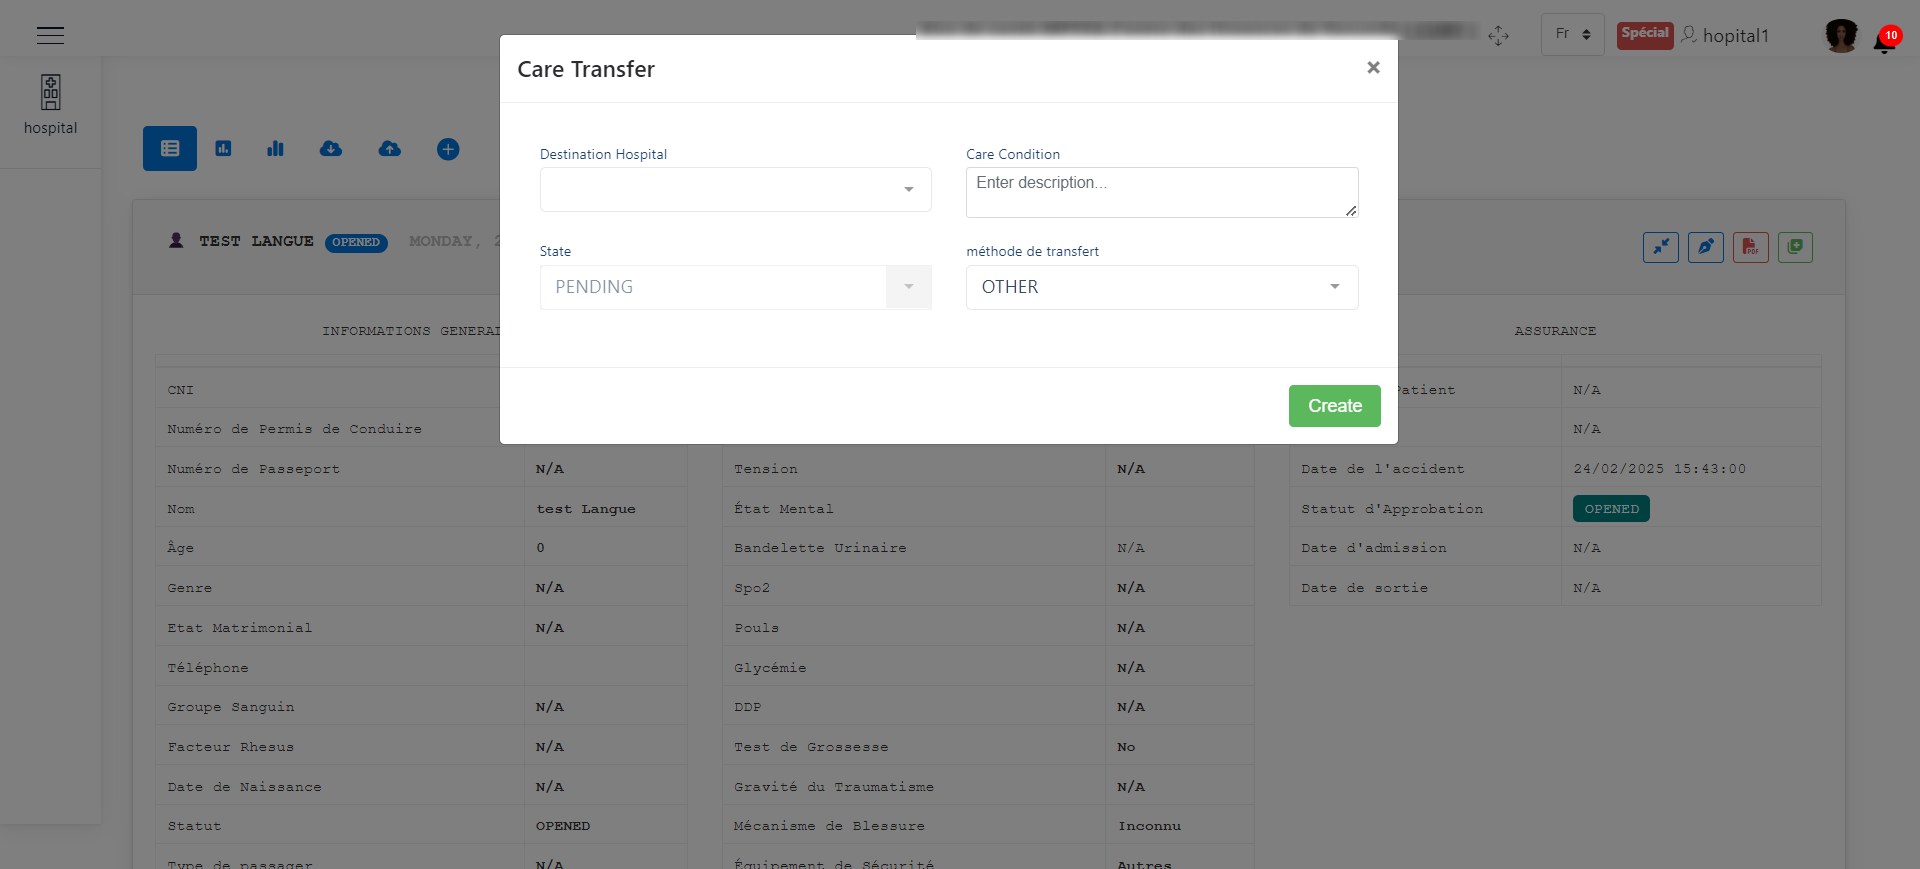 Fr
Spécial
hopital1
10
hospital
Care Transfer
×
Destination Hospital
Care Condition
Enter description...
State
méthode de transfert
PENDING
OTHER
Create
TEST LANGUE OPENED MONDAY,
PDF
INFORMATIONS
ASSURANCE
CNI
Patient N/A
Numéro de Permis de Conduire
N/A
Numéro de Passeport N/A
Tension N/A
Date de l'accident 24/02/2025 15:43:00
Nom test Langue
État Mental
Statut d'Approbation OPENED
Âge 0
Bandelette Urinaire N/A
Date d'admission N/A
Genre N/A
Spo2 N/A
Date de sortie N/A
Etat Matrimonial N/A
Pouls N/A
Téléphone
Glycémie N/A
Groupe Sanguin N/A
DDP N/A
Facteur Rhesus N/A
Test de Grossesse No
Date de Naissance N/A
Gravité du Traumatisme N/A
Statut OPENED
Mécanisme de Blessure Inconnu
Type de passager N/A
Équipement de Sécurité Autres